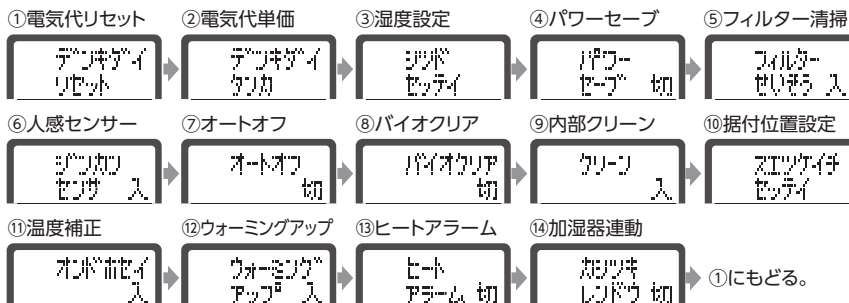 ①電気代リセット ②電気代単価 ③湿度設定 ④パワーセーブ ⑤フィルター清掃
デンキダイ デンキダイ シツド パワー フィルター
リセット タンカ セッテイ セーブ 切 せいそう 入
⑥人感センサー ⑦オートオフ ⑧バイオクリア ⑨内部クリーン ⑩据付位置設定
ジンカン オートオフ バイオクリア クリーン スエツケイチ
センサ 入 切 切 入 セッテイ
⑪温度補正 ⑫ウォーミングアップ ⑬ヒートアラーム ⑭加湿器連動
オンドホセイ ウォーミング ヒート カシツキ ①にもどる。
入 アップ 入 アラーム 切 レンドウ 切